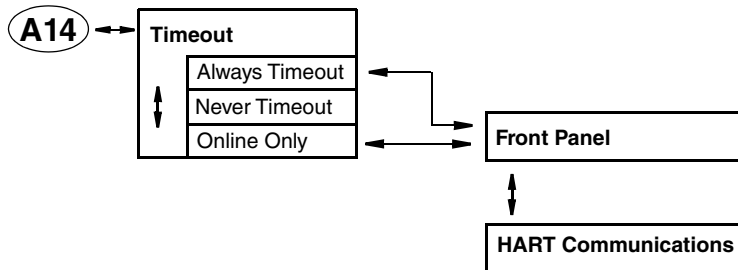 A14
Timeout
Always Timeout
Never Timeout
Online Only
Front Panel
HART Communications